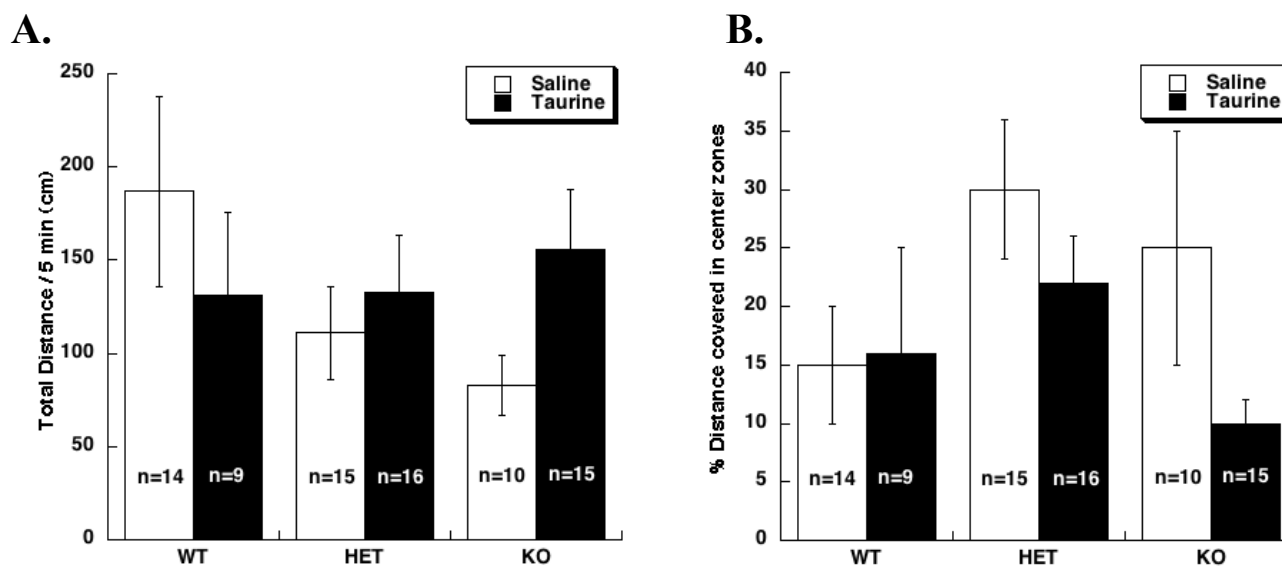 A.
Total Distance / 5 min (cm)
250
200
150
100
50
0
Saline
Taurine
n=14
n=9
n=15
n=16
n=10
n=15
WT
HET
KO
B.
% Distance covered in center zones
40
35
30
25
20
15
10
5
0
Saline
Taurine
n=14
n=9
n=15
n=16
n=10
n=15
WT
HET
KO